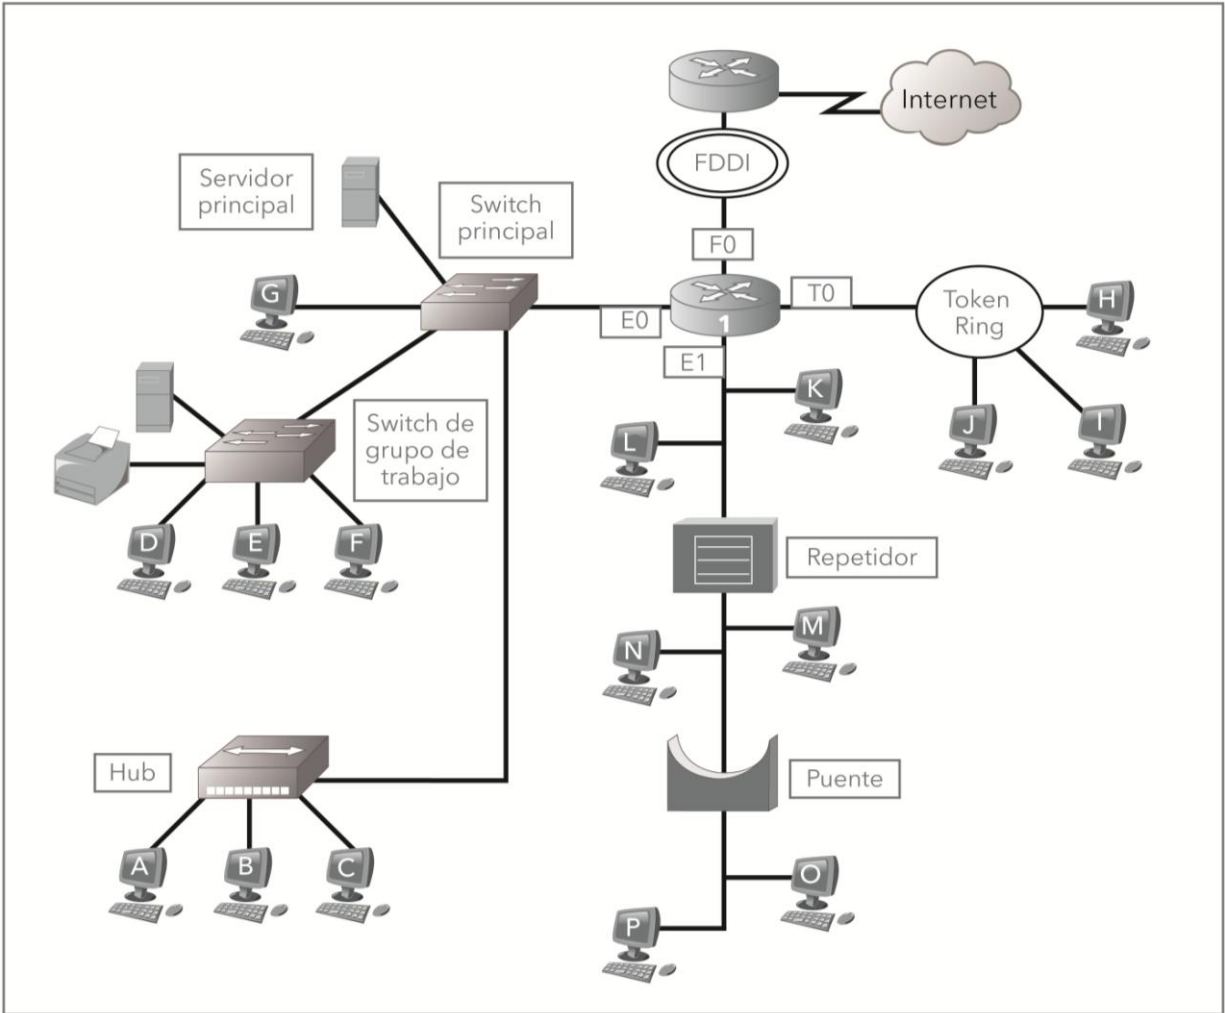 Internet
FDDI
Servidor
principal
Switch
principal
F0
G
T0
Token
Ring
H
E0
1
E1
K
Switch de
grupo de
trabajo
L
J
I
D
E
F
Repetidor
N
M
Hub
Puente
A
B
C
O
P